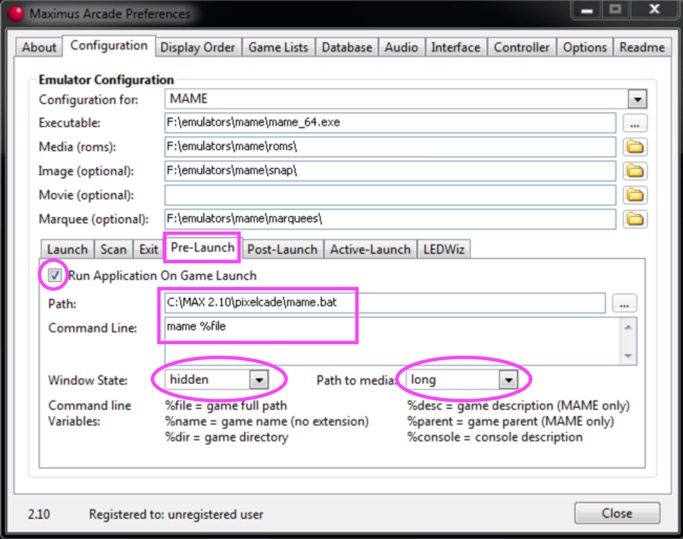 Maximus Arcade Preferences
About Configuration Display Order Game Lists Database Audio Interface Controller Options Readme
Emulator Configuration
Configuration for: MAME
Executable: F:\emulators\mame\mame_64.exe ...
Media (roms): F:\emulators\mame\roms\
Image (optional): F:\emulators\mame\snap\
Movie (optional):
Marquee (optional): F:\emulators\mame\marquees\
Launch Scan Exit Pre-Launch Post-Launch Active-Launch LEDWiz
Run Application On Game Launch
Path: C:\MAX 2.10\pixelcade\mame.bat ...
Command Line: mame %file
Window State: hidden Path to media: long
Command line %file = game full path %desc = game description (MAME only)
Variables: %name = game name (no extension) %parent = game parent (MAME only)
%dir = game directory %console = console description
2.10 Registered to: unregistered user Close